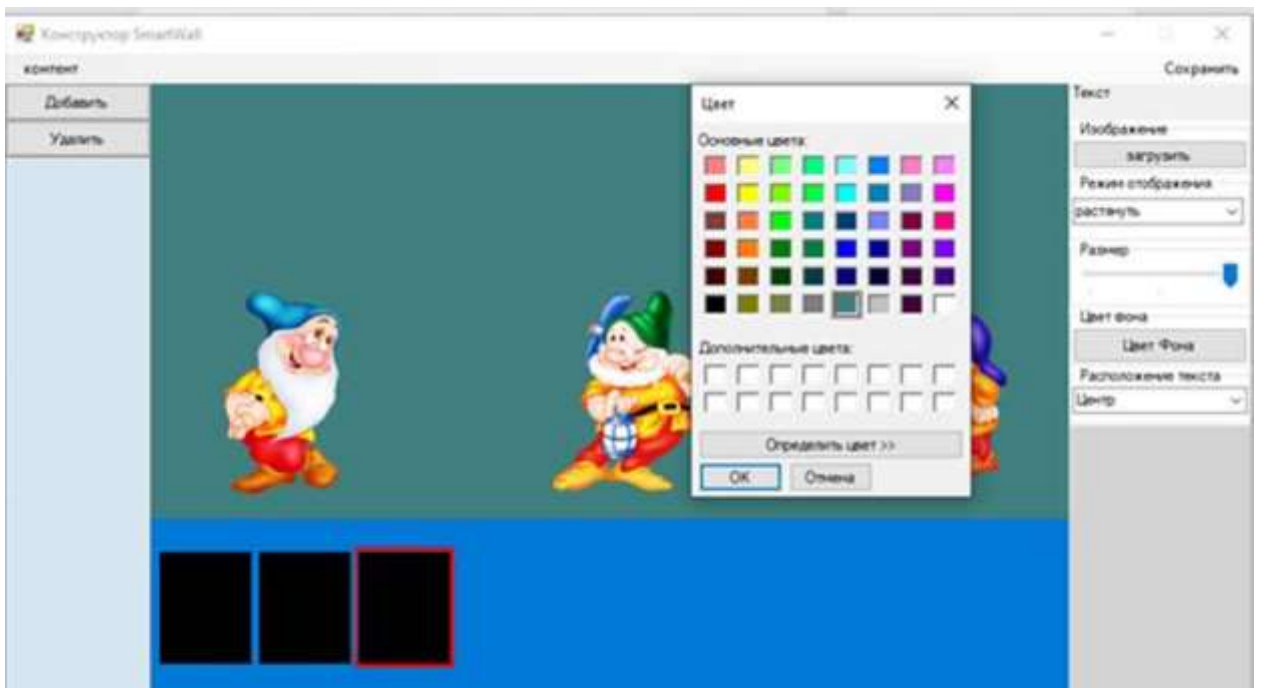 Конструктор SmartWall
контент
Сохранить
Добавить
Удалить
Цвет
Основные цвета:
Дополнительные цвета:
Определить цвет >>
OK
Отмена
Текст
Изображение
загрузить
Режим отображения
растянуть
Размер
Цвет фона
Цвет Фона
Расположение текста
Центр